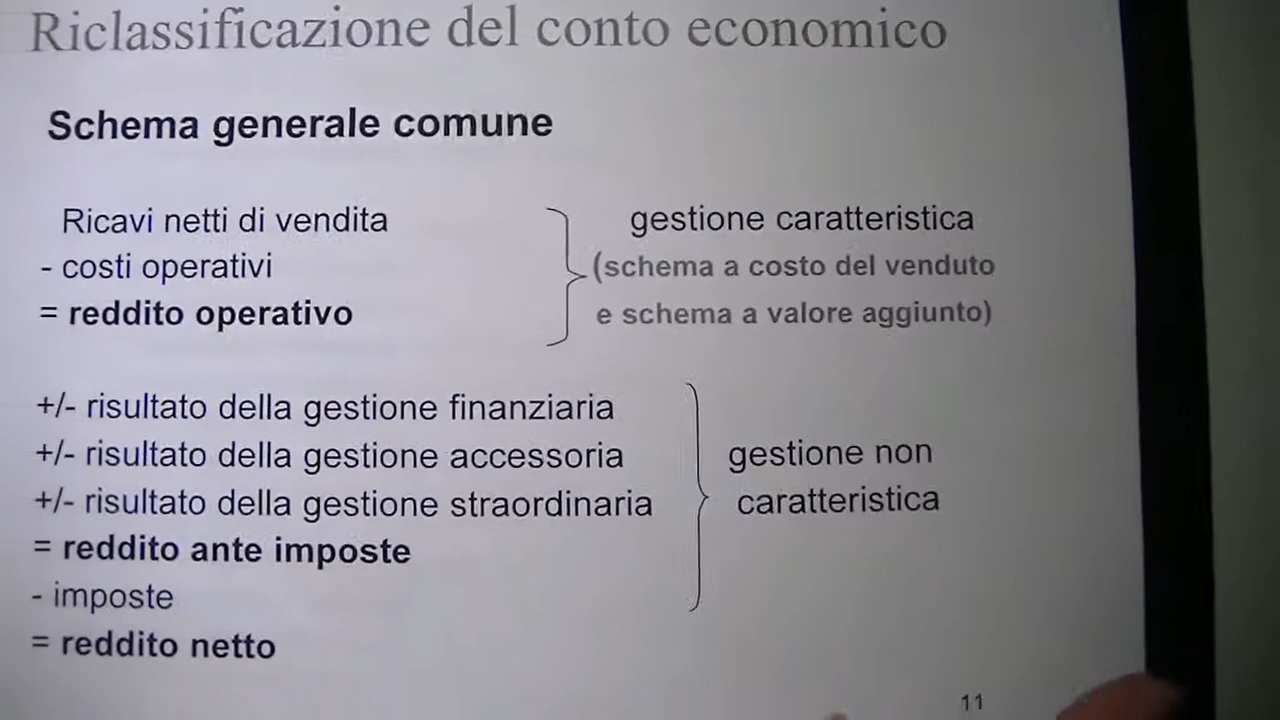 Riclassificazione del conto economico
Schema generale comune
Ricavi netti di vendita
- costi operativi
= reddito operativo
gestione caratteristica
(schema a costo del venduto
e schema a valore aggiunto)
+/- risultato della gestione finanziaria
+/- risultato della gestione accessoria
+/- risultato della gestione straordinaria
= reddito ante imposte
- imposte
= reddito netto
gestione non
caratteristica
11